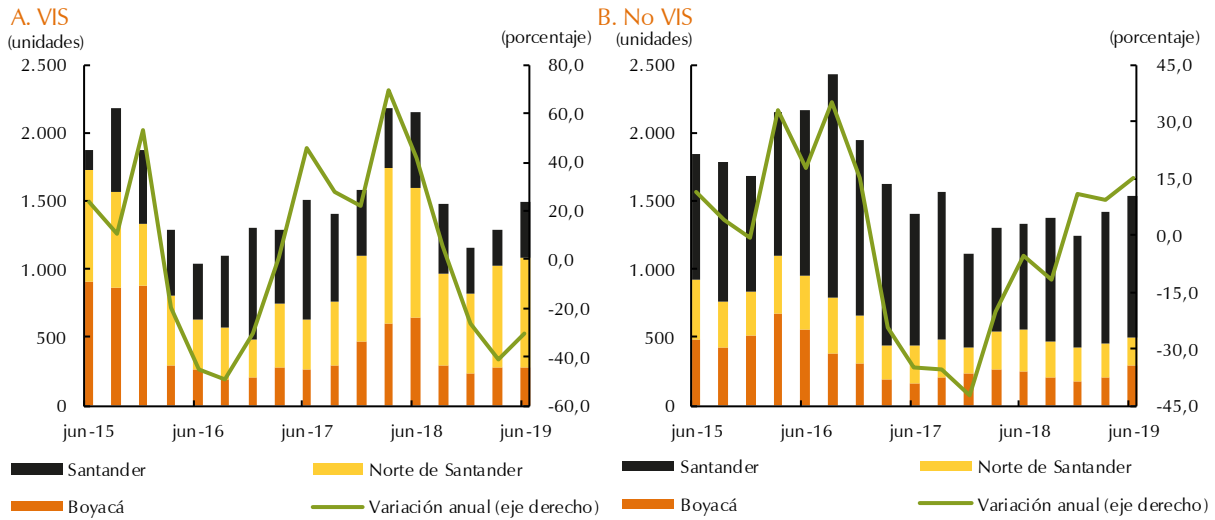 A. VIS
(unidades)
(porcentaje)
2.500
2.000
1.500
1.000
500
0
80,0
60,0
40,0
20,0
0,0
-20,0
-40,0
-60,0
jun-15
jun-16
jun-17
jun-18
jun-19
Santander
Norte de Santander
Boyacá
Variación anual (eje derecho)
B. No VIS
(unidades)
(porcentaje)
2.500
2.000
1.500
1.000
500
0
45,0
30,0
15,0
0,0
-15,0
-30,0
-45,0
jun-15
jun-16
jun-17
jun-18
jun-19
Santander
Norte de Santander
Boyacá
Variación anual (eje derecho)